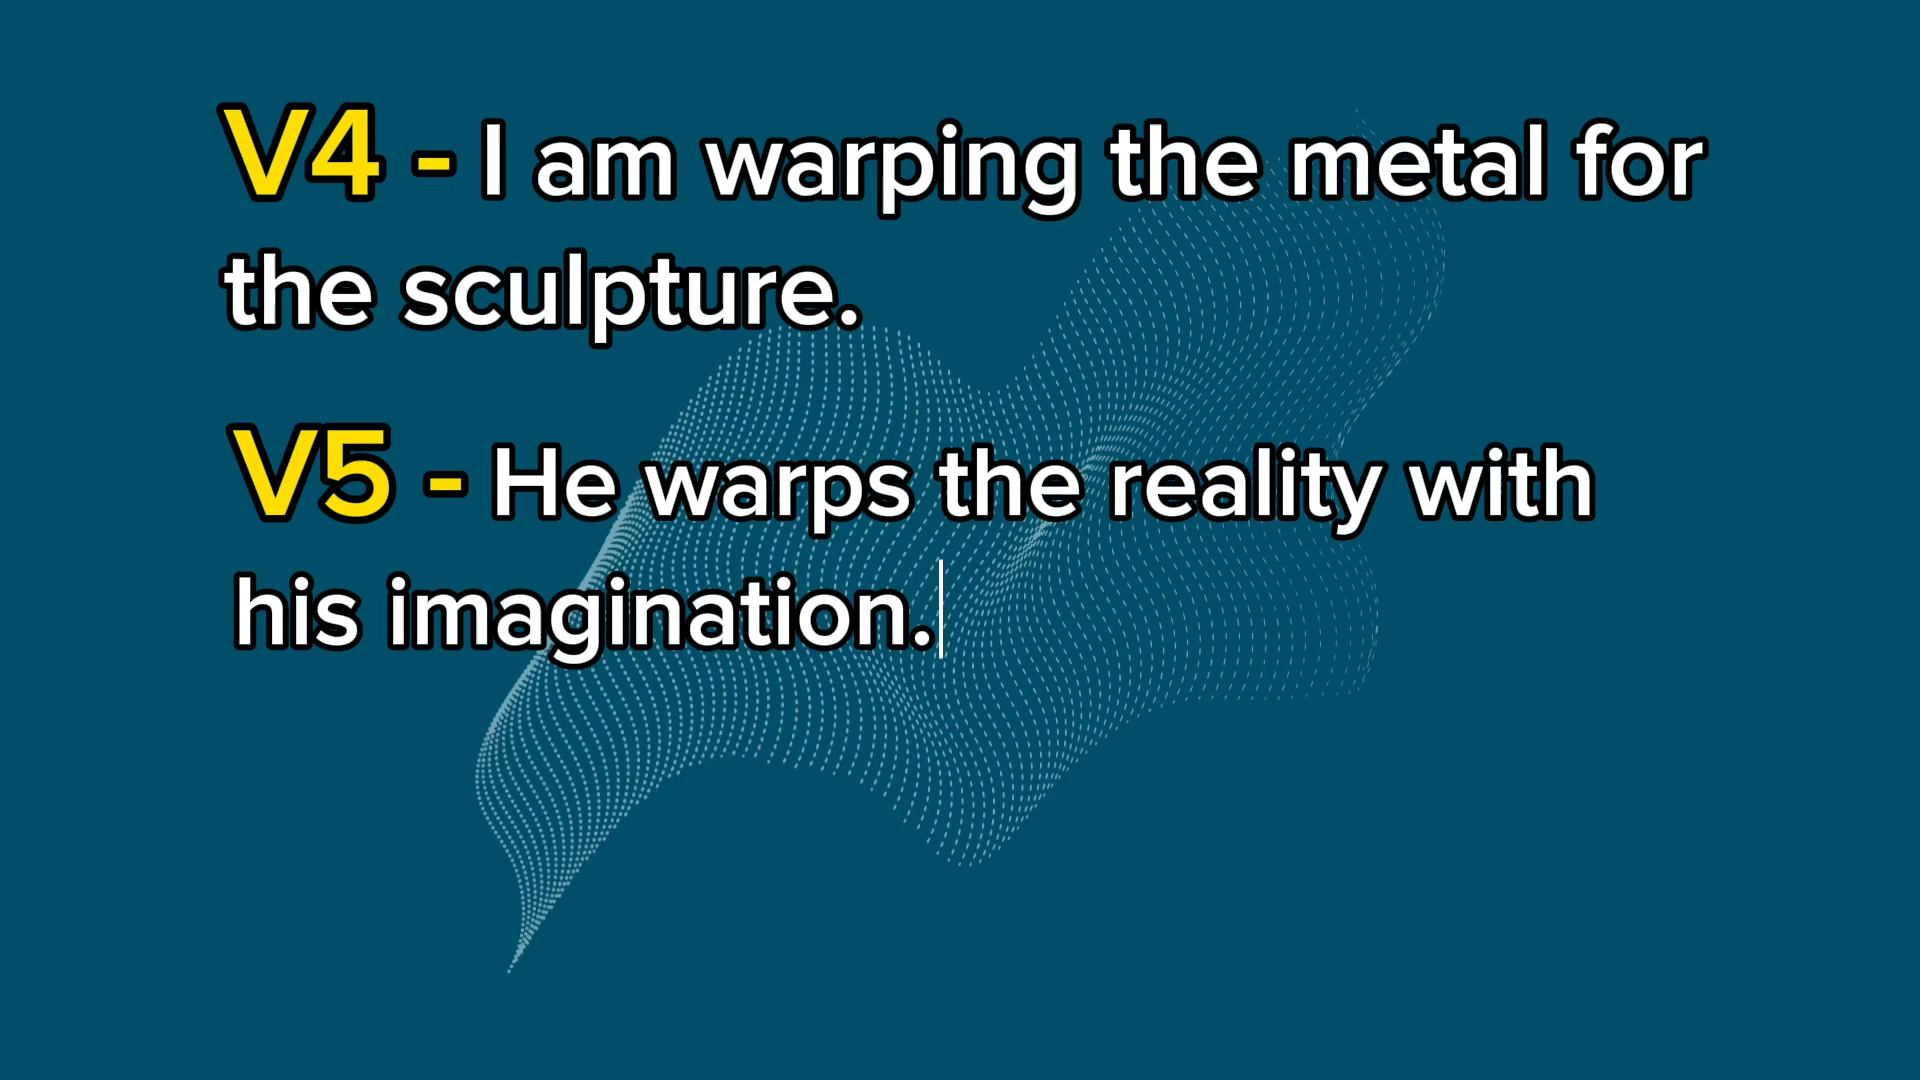 V4 - I am warping the metal for
the sculpture.
V5 - He warps the reality with
his imagination.